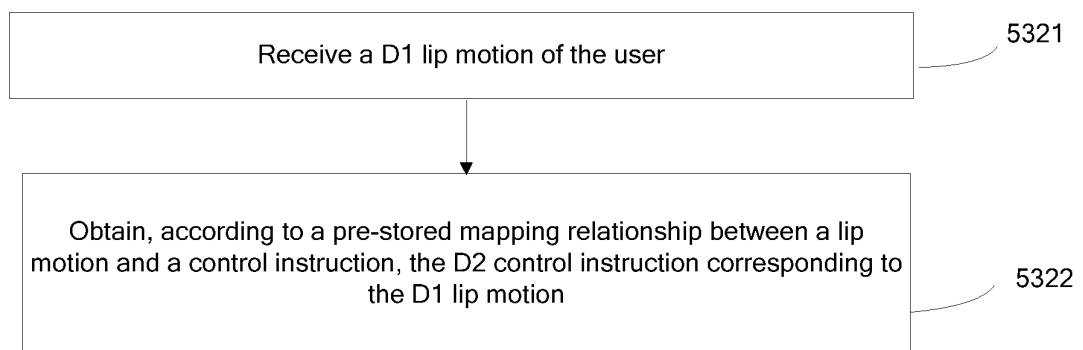 Receive a D1 lip motion of the user
5321
Obtain, according to a pre-stored mapping relationship between a lip
motion and a control instruction, the D2 control instruction corresponding to
the D1 lip motion
5322